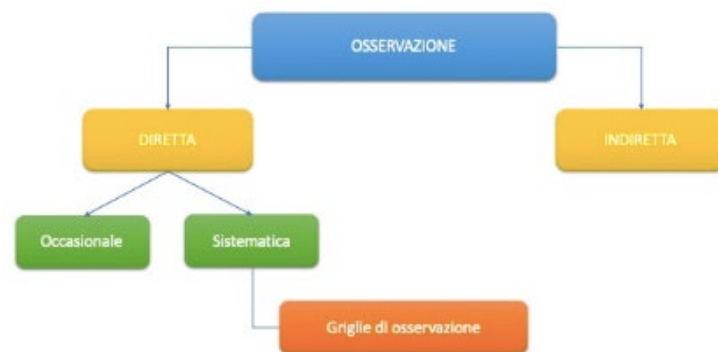 OSSERVAZIONE
DIRETTA
INDIRETTA
Occasionale
Sistematica
Griglie di osservazione